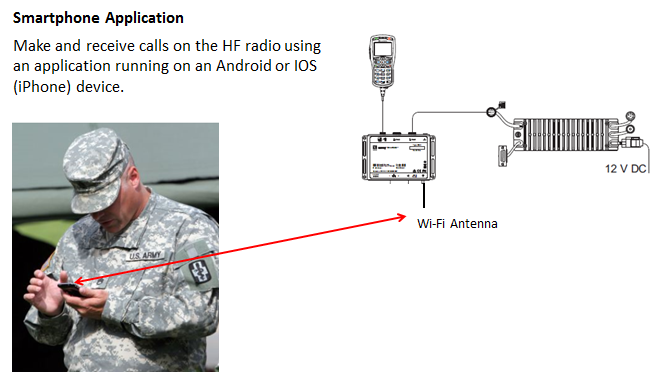 Smartphone Application
Make and receive calls on the HF radio using
an application running on an Android or IOS
(iPhone) device.
12 V DC
Wi-Fi Antenna
U.S. ARMY